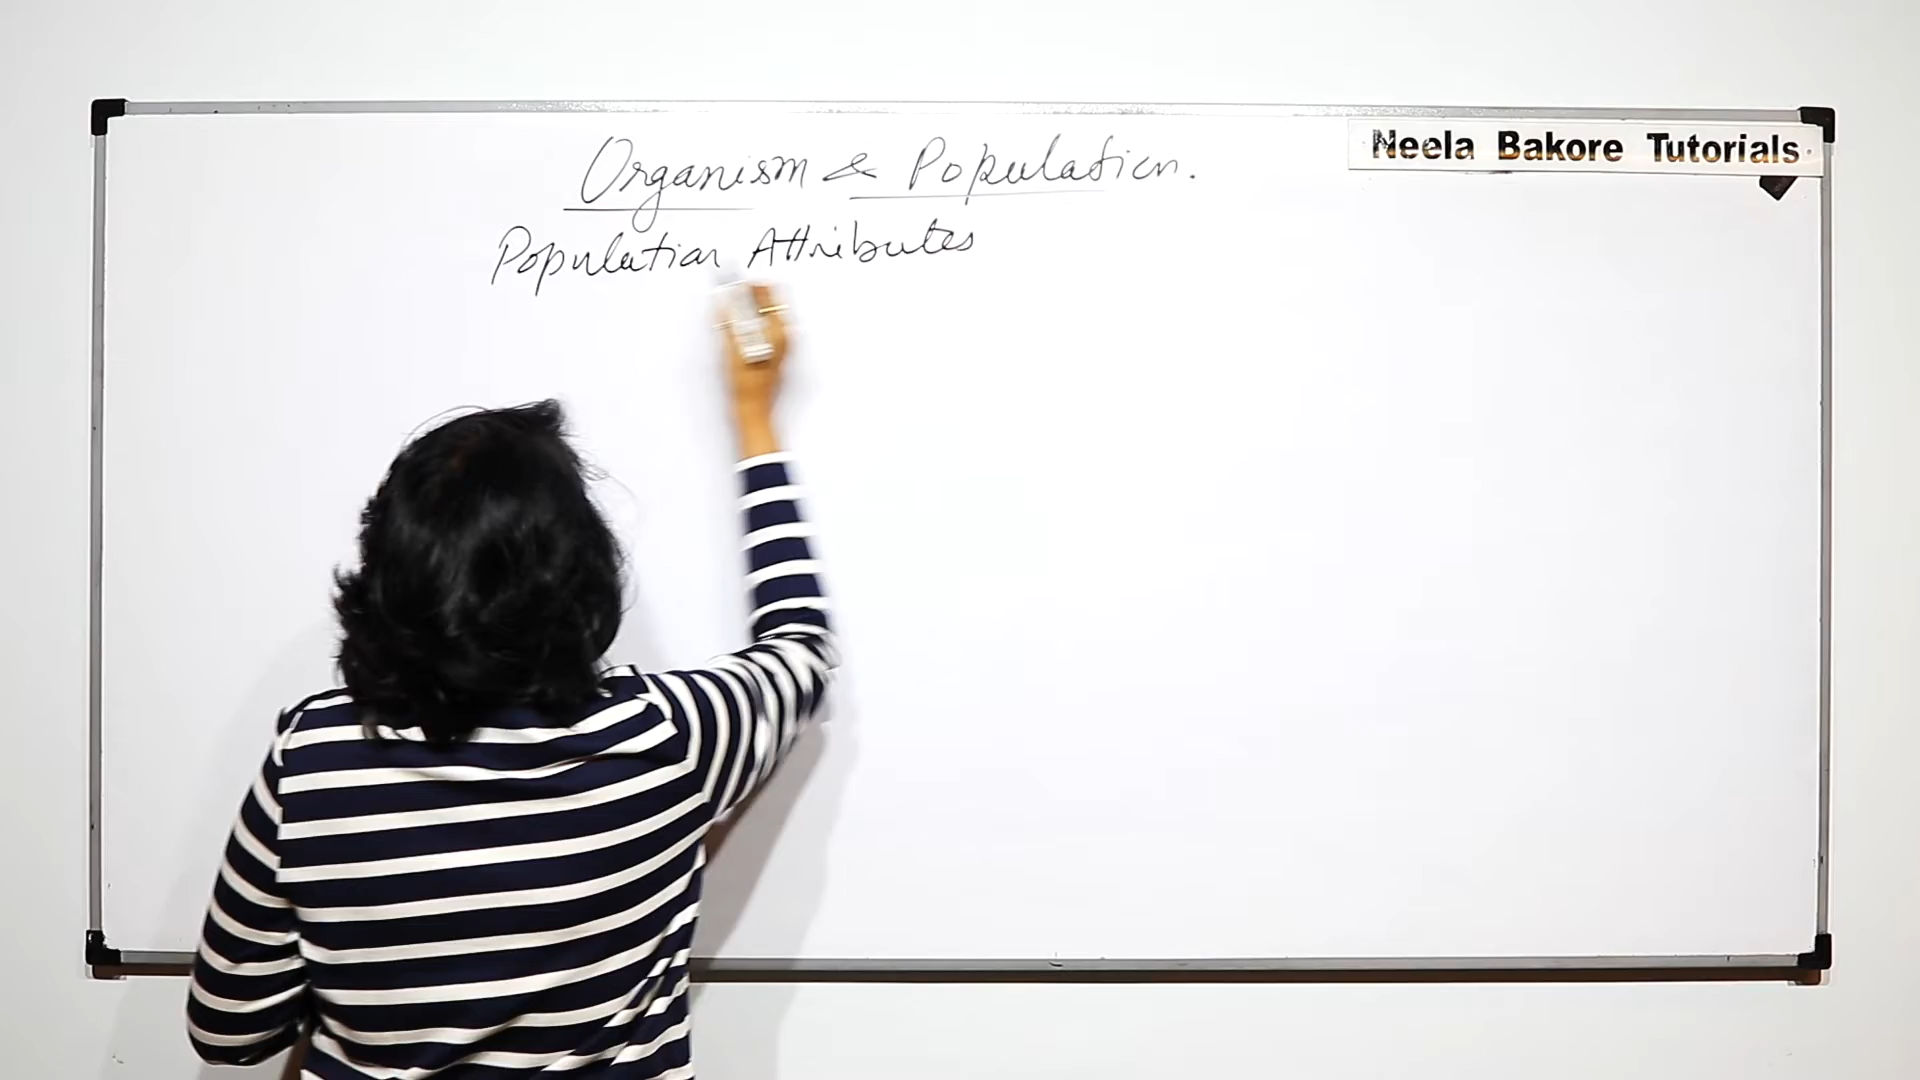 Organism & Population.
Neela Bakore Tutorials
Population Attributes